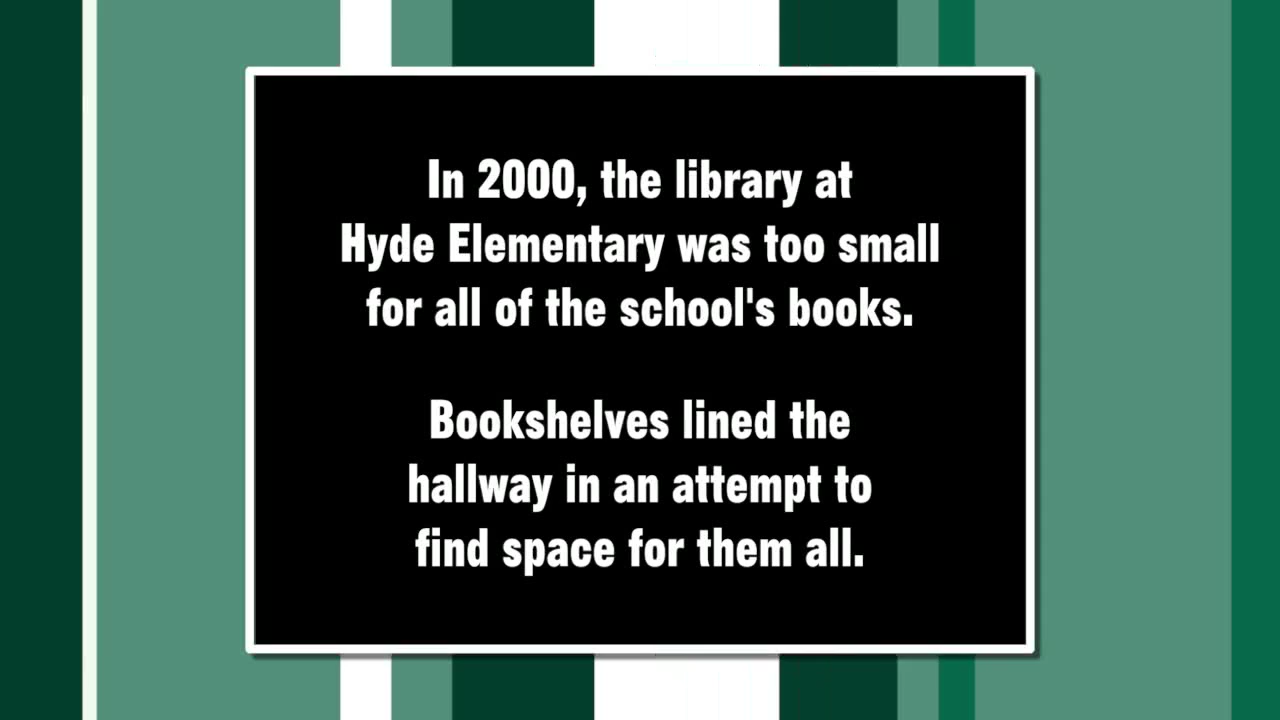 In 2000, the library at
Hyde Elementary was too small
for all of the school's books.
Bookshelves lined the
hallway in an attempt to
find space for them all.